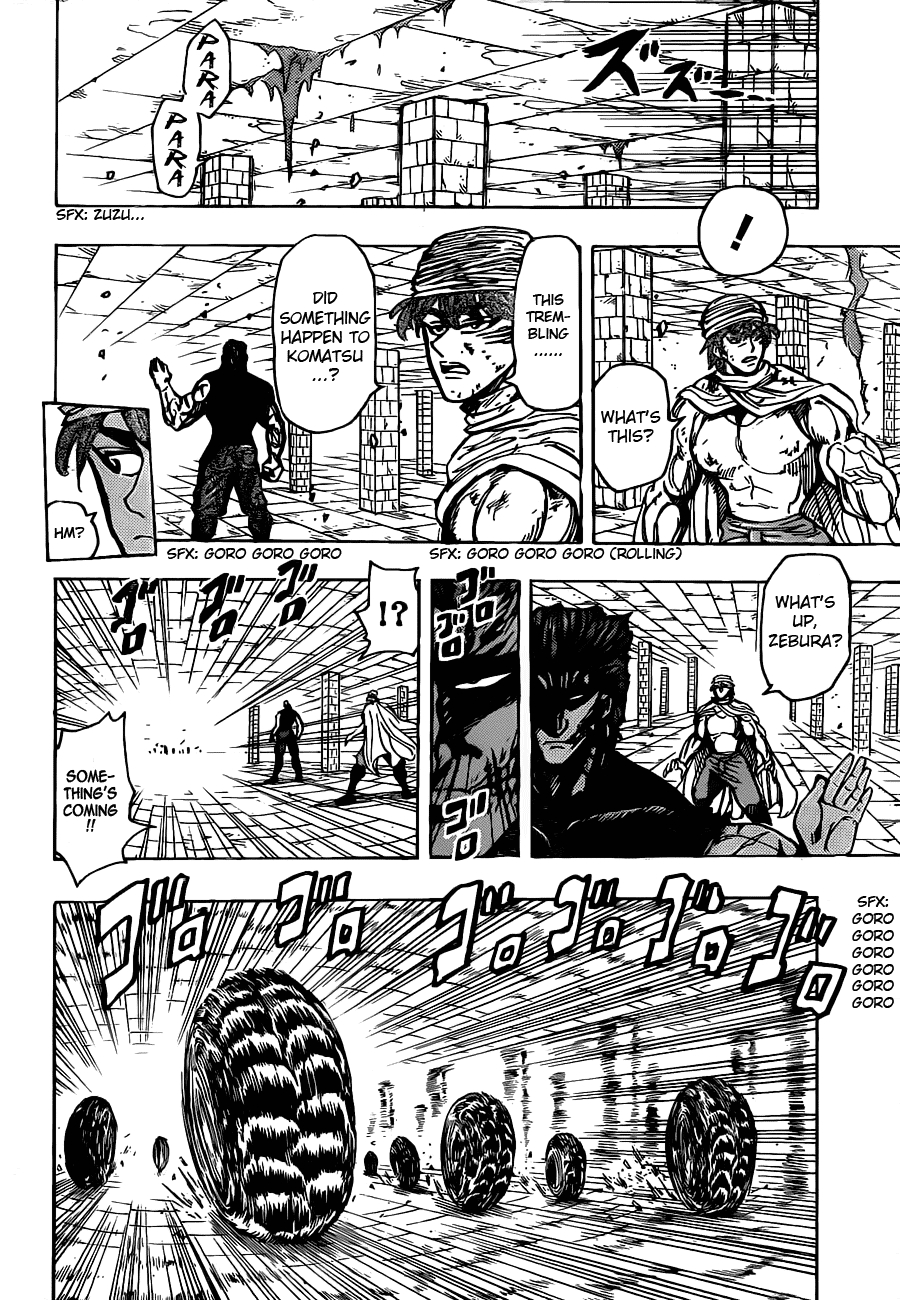 ズズー...
PARA
PARA
SFX: ZUZU...
!
WHAT'S
THIS?
THIS
TREM-
BLING
......
DID
SOMETHING
HAPPEN TO
KOMATSU
...?
HM?
SFX: GORO GORO GORO
SFX: GORO GORO GORO (ROLLING)
WHAT'S
UP,
ZEBURA?
ゴロ
ゴロ
ゴロ
!?
ゴロ
ゴロ
ゴロ
SOME-
THING'S
COMING
!!
ゴロ
ゴロ
ゴロ
ゴロ
ゴロ
ゴロ
SFX:
GORO
GORO
GORO
GORO
GORO
GORO